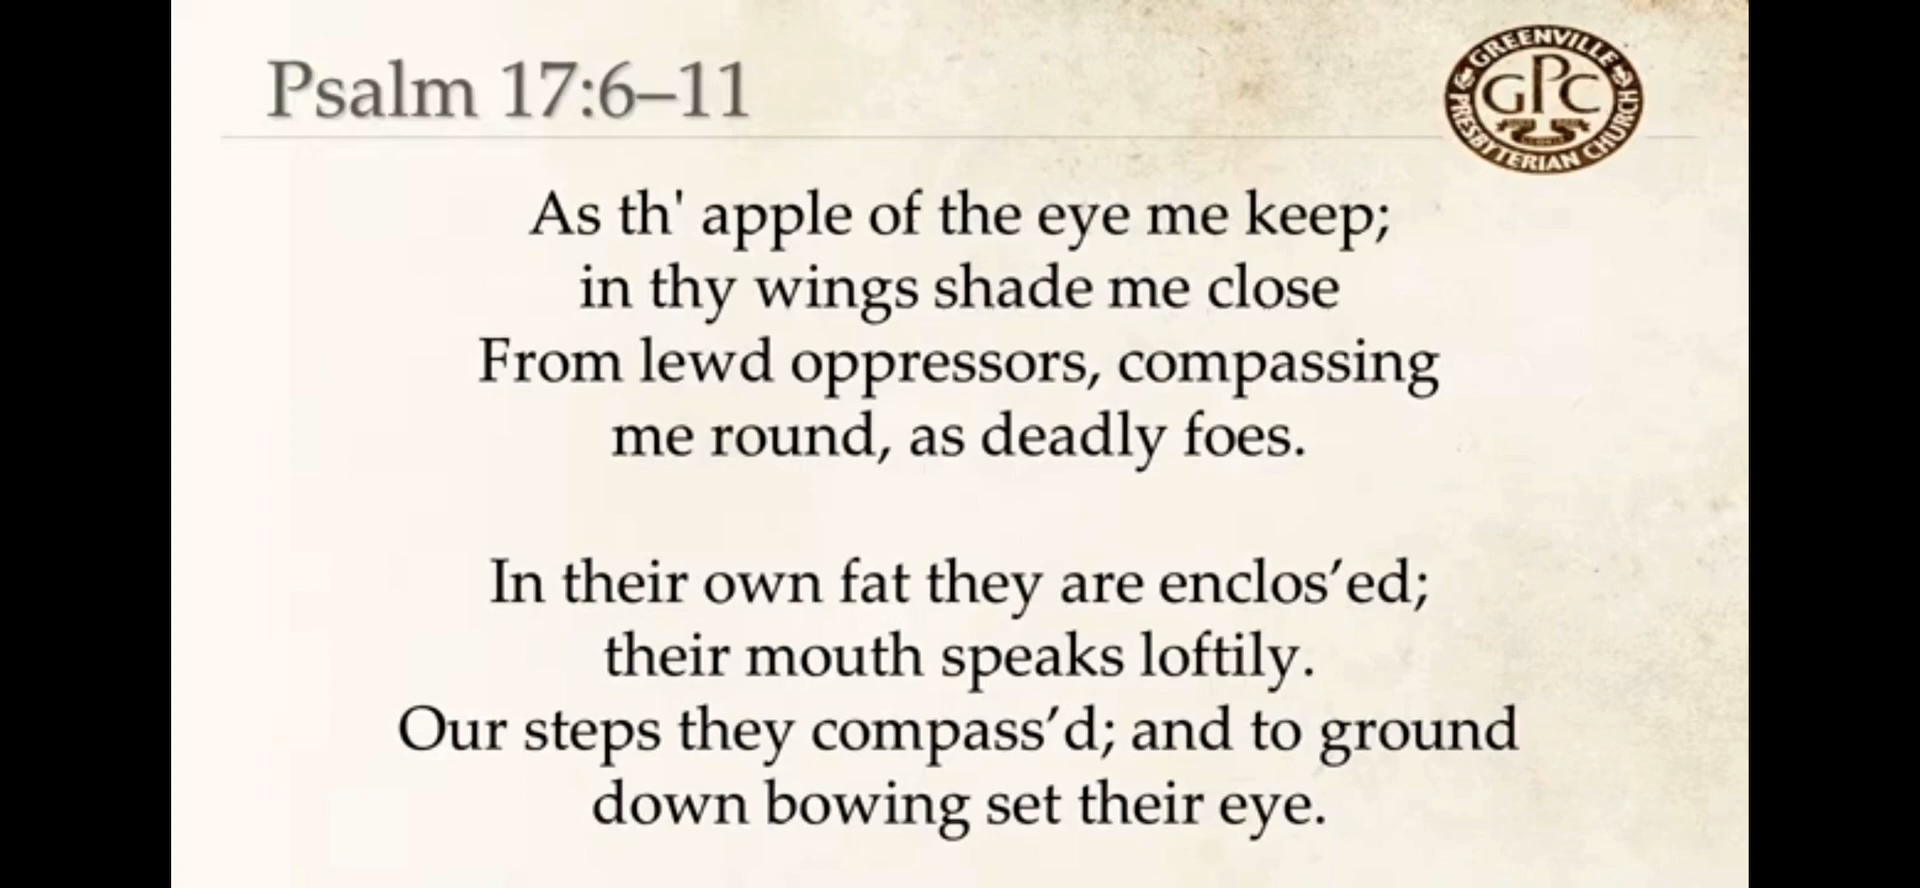 Psalm 17:6–11
GREENVILLE
GPC
PRESBYTERIAN CHURCH
As th' apple of the eye me keep;
in thy wings shade me close
From lewd oppressors, compassing
me round, as deadly foes.
In their own fat they are enclos’ed;
their mouth speaks loftily.
Our steps they compass’d; and to ground
down bowing set their eye.